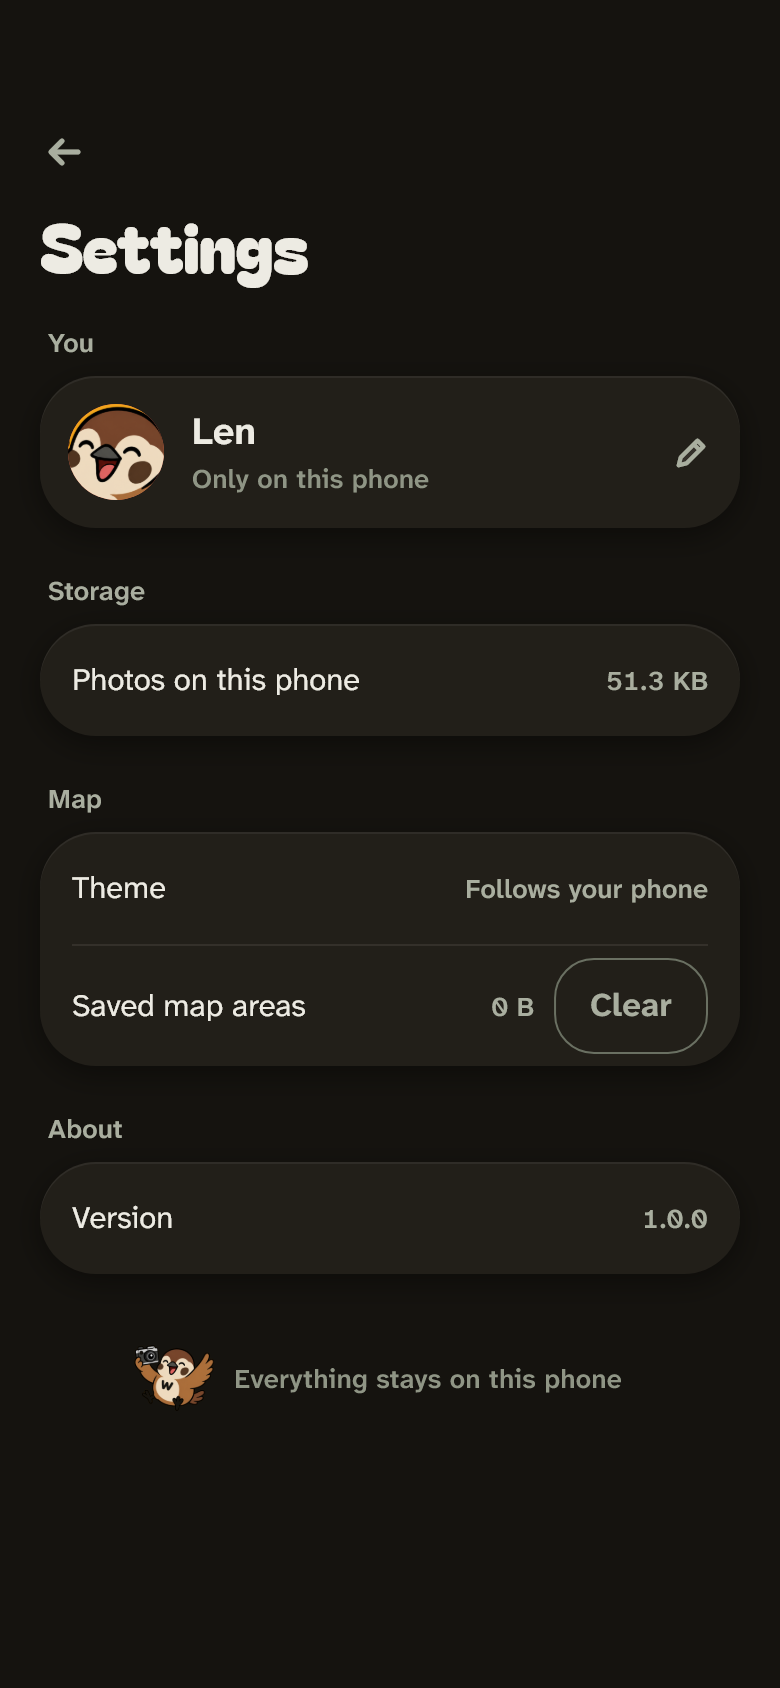 Settings
You
Len
Only on this phone
Storage
Photos on this phone 51.3 KB
Map
Theme Follows your phone
Saved map areas 0 B Clear
About
Version 1.0.0
W
Everything stays on this phone